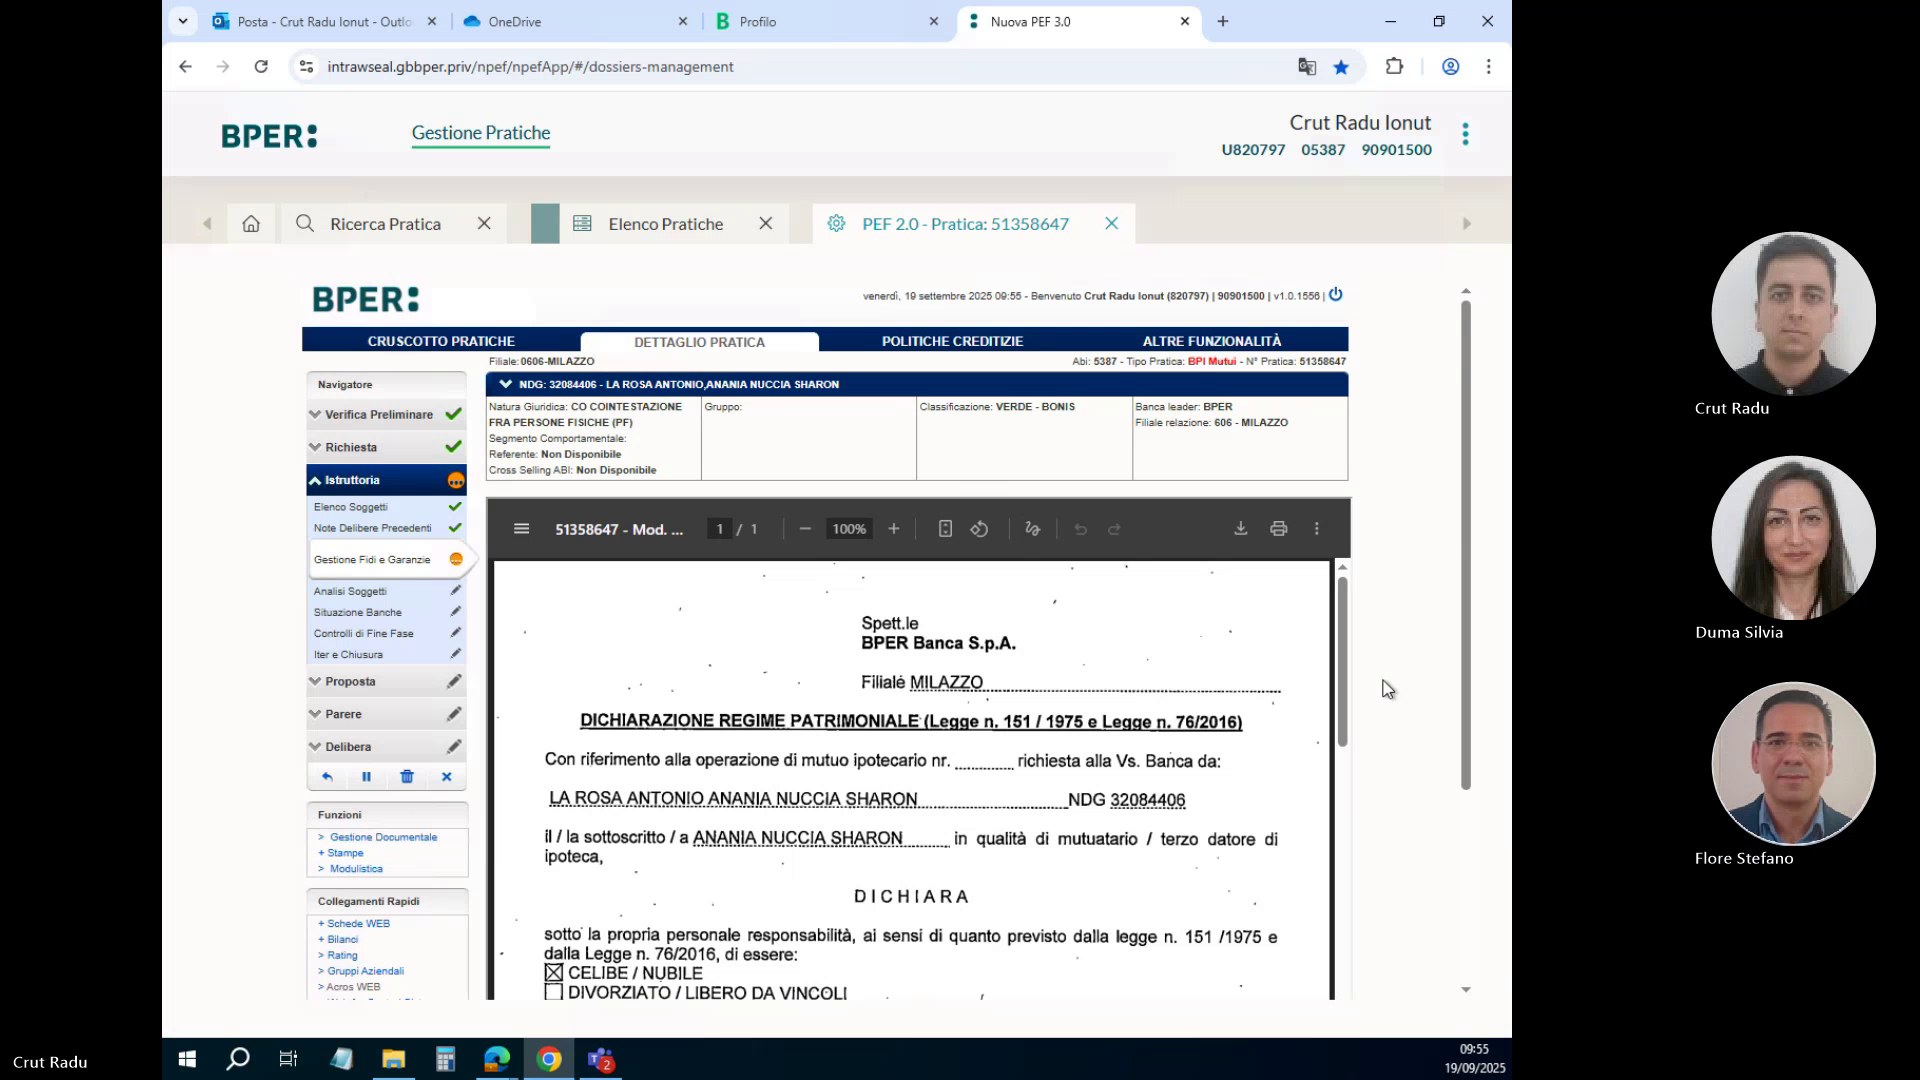 Posta - Crut Radu Ionut - Outlo
OneDrive
Profilo
Nuova PEF 3.0
intrawseal.gbbper.priv/npef/npefApp/#/dossiers-management
BPER:
Gestione Pratiche
Crut Radu Ionut
U820797 05387 90901500
Ricerca Pratica
Elenco Pratiche
PEF 2.0 - Pratica: 51358647
BPER:
venerdì, 19 settembre 2025 09:55 - Benvenuto Crut Radu Ionut (820797) | 90901500 | v1.0.1556 |
CRUSCOTTO PRATICHE
DETTAGLIO PRATICA
POLITICHE CREDITIZIE
ALTRE FUNZIONALITÀ
Filiale: 0606-MILAZZO
Abi: 5387 - Tipo Pratica: BPI Mutui - N° Pratica: 51358647
Navigatore
Verifica Preliminare
Richiesta
Istruttoria
Elenco Soggetti
Note Delibere Precedenti
Gestione Fidi e Garanzie
Analisi Soggetti
Situazione Banche
Controlli di Fine Fase
Iter e Chiusura
Proposta
Parere
Delibera
Funzioni
> Gestione Documentale
+ Stampe
> Modulistica
Collegamenti Rapidi
+ Schede WEB
+ Bilanci
> Rating
> Gruppi Aziendali
> Acros WEB
NDG: 32084406 - LA ROSA ANTONIO,ANANIA NUCCIA SHARON
Natura Giuridica: CO COINTESTAZIONE
FRA PERSONE FISICHE (PF)
Segmento Comportamentale:
Referente: Non Disponibile
Cross Selling ABI: Non Disponibile
Gruppo:
Classificazione: VERDE - BONIS
Banca leader: BPER
Filiale relazione: 606 - MILAZZO
51358647 - Mod. ...
1 / 1
100%
Spett.le
BPER Banca S.p.A.
Filiale MILAZZO
DICHIARAZIONE REGIME PATRIMONIALE (Legge n. 151 / 1975 e Legge n. 76/2016)
Con riferimento alla operazione di mutuo ipotecario nr. .......... richiesta alla Vs. Banca da:
LA ROSA ANTONIO ANANIA NUCCIA SHARON NDG 32084406
il / la sottoscritto / a ANANIA NUCCIA SHARON in qualità di mutuatario / terzo datore di
ipoteca,
DICHIARA
sotto la propria personale responsabilità, ai sensi di quanto previsto dalla legge n. 151 /1975 e
dalla Legge n. 76/2016, di essere:
CELIBE / NUBILE
DIVORZIATO / LIBERO DA VINCOLI
Crut Radu
Duma Silvia
Flore Stefano
Crut Radu
2
09:55
19/09/2025